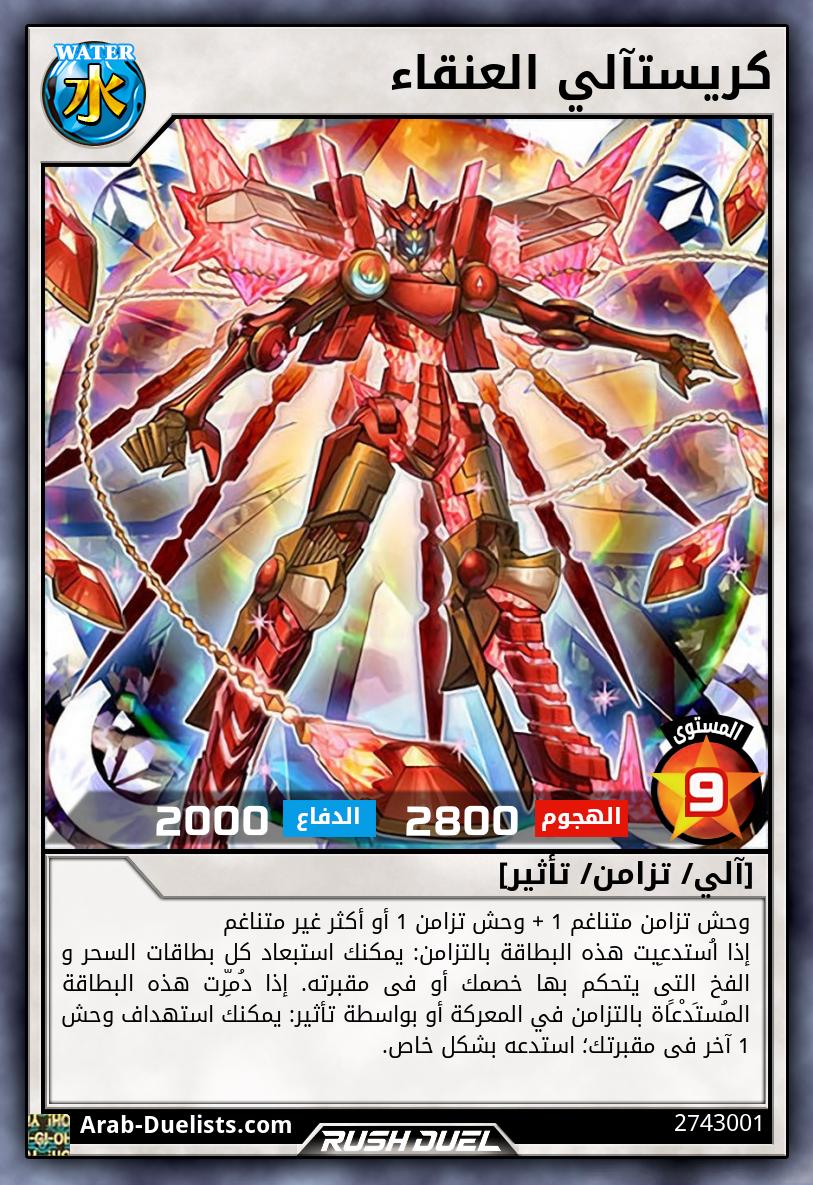 WATER
水
كريستآلي العنقاء
المستوى
9
الهجوم 2800 الدفاع 2000
[آلي/ تزامن/ تأثير]
وحش تزامن متناغم 1 + وحش تزامن 1 أو أكثر غير متناغم
إذا اُستدعِيت هذه البطاقة بالتزامن: يمكنك استبعاد كل بطاقات السحر و
الفخ التى يتحكم بها خصمك أو فى مقبرته. إذا دُمِّرت هذه البطاقة
المُستَدْعَاة بالتزامن في المعركة أو بواسطة تأثير: يمكنك استهداف وحش
1 آخر فى مقبرتك؛ استدعه بشكل خاص.
Arab-Duelists.com
RUSH DUEL
2743001